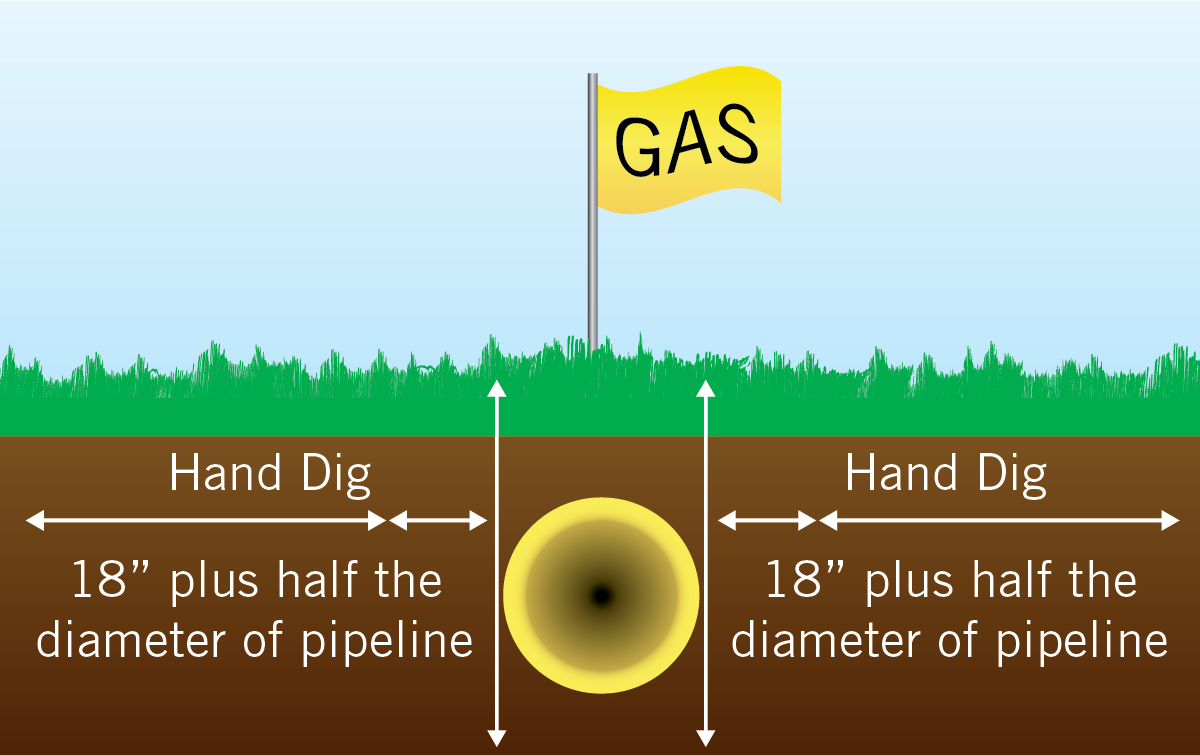 GAS
Hand Dig
18” plus half the
diameter of pipeline
Hand Dig
18” plus half the
diameter of pipeline